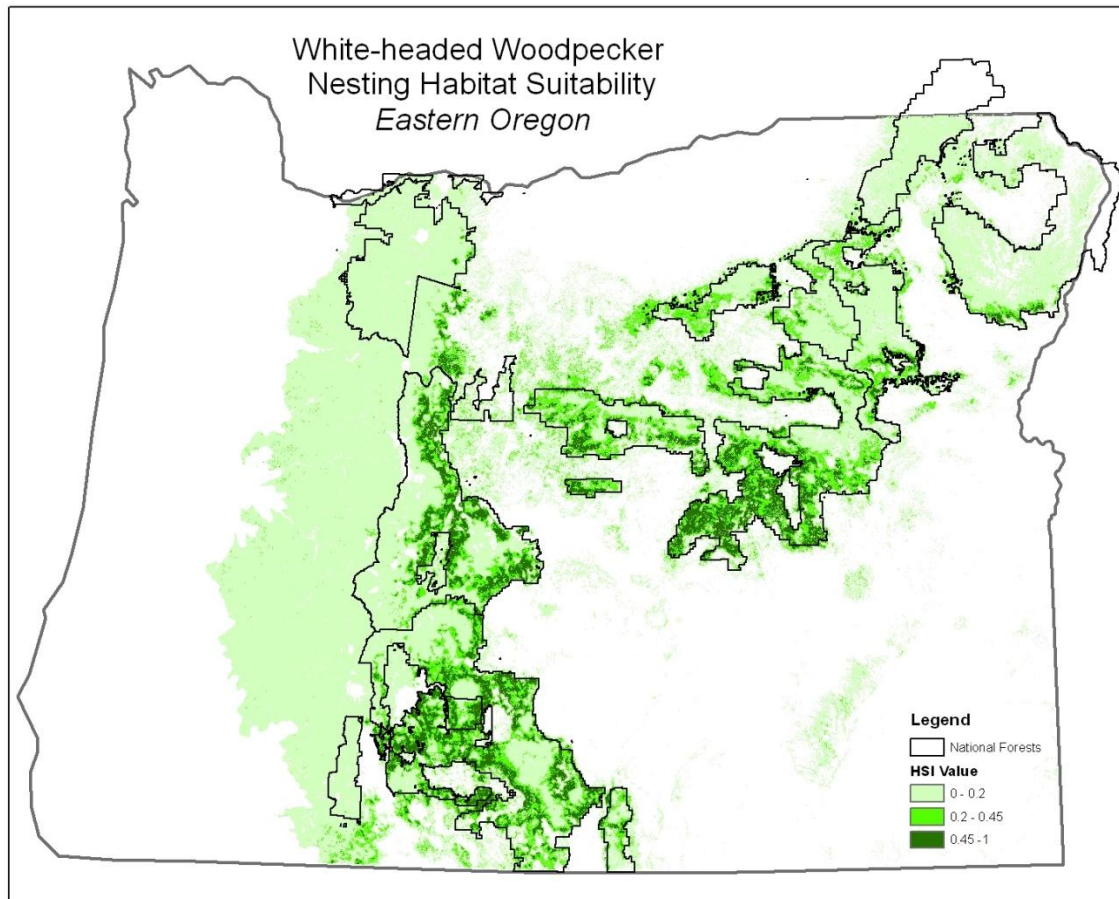 White-headed Woodpecker
Nesting Habitat Suitability
Eastern Oregon
Legend
National Forests
HSI Value
0 - 0.2
0.2 - 0.45
0.45 - 1